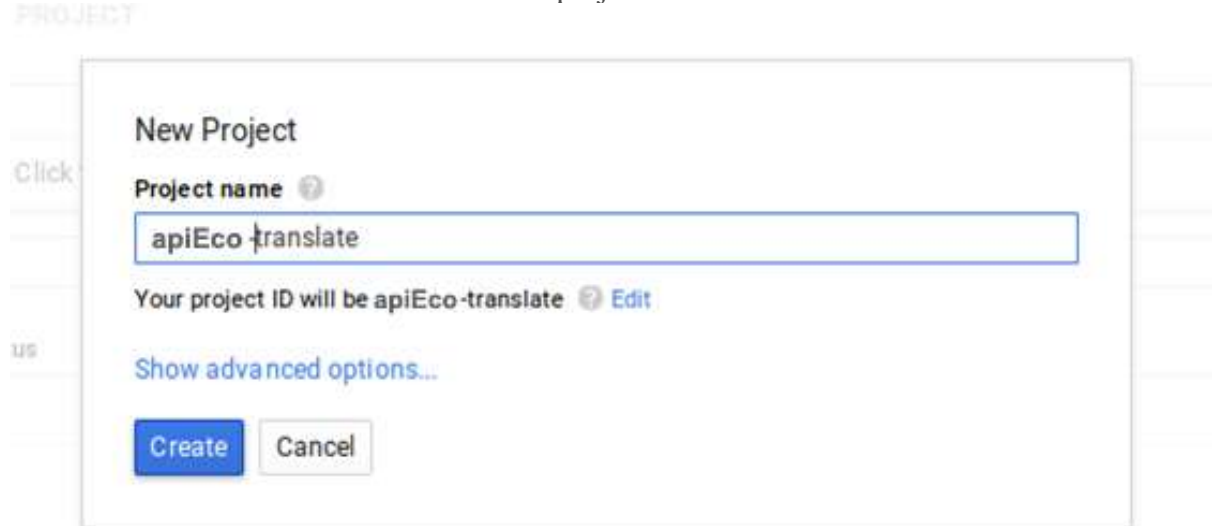 PROJECT
New Project
Click
Project name
apiEco -translate
Your project ID will be apiEco-translate Edit
us
Show advanced options...
Create Cancel